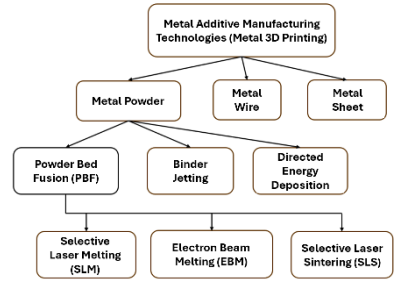 Metal Additive Manufacturing
Technologies (Metal 3D Printing)
Metal Powder
Metal
Wire
Metal
Sheet
Powder Bed
Fusion (PBF)
Binder
Jetting
Directed
Energy
Deposition
Selective
Laser Melting
(SLM)
Electron Beam
Melting (EBM)
Selective Laser
Sintering (SLS)